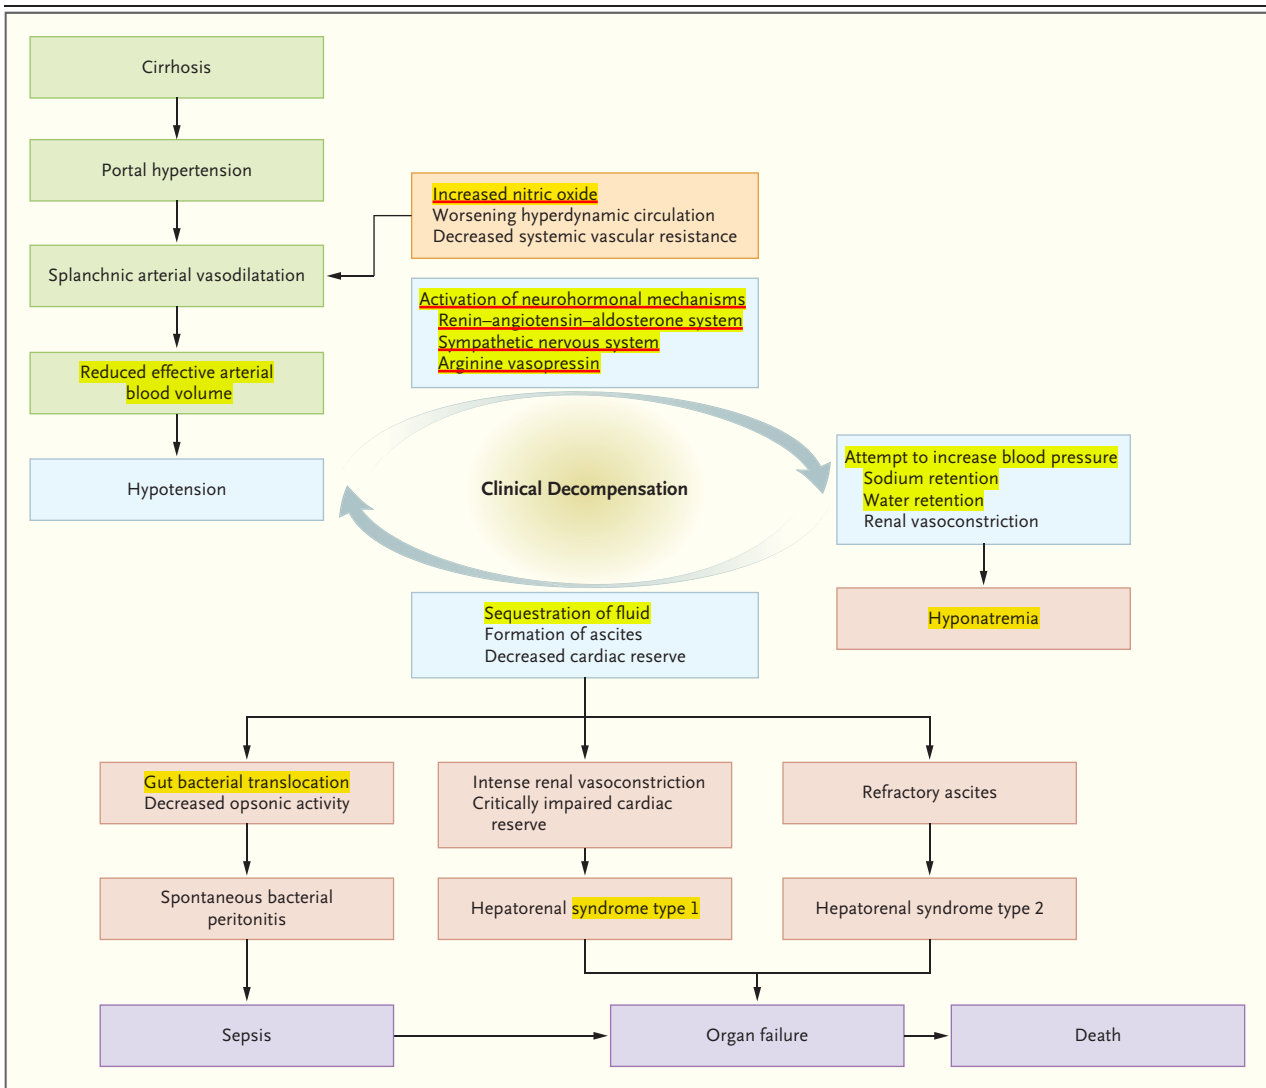 Cirrhosis
Portal hypertension
Increased nitric oxide
Worsening hyperdynamic circulation
Decreased systemic vascular resistance
Splanchnic arterial vasodilatation
Activation of neurohormonal mechanisms
Renin–angiotensin–aldosterone system
Sympathetic nervous system
Arginine vasopressin
Reduced effective arterial
blood volume
Hypotension
Clinical Decompensation
Attempt to increase blood pressure
Sodium retention
Water retention
Renal vasoconstriction
Hyponatremia
Sequestration of fluid
Formation of ascites
Decreased cardiac reserve
Gut bacterial translocation
Decreased opsonic activity
Intense renal vasoconstriction
Critically impaired cardiac
reserve
Refractory ascites
Spontaneous bacterial
peritonitis
Hepatorenal syndrome type 1
Hepatorenal syndrome type 2
Sepsis
Organ failure
Death